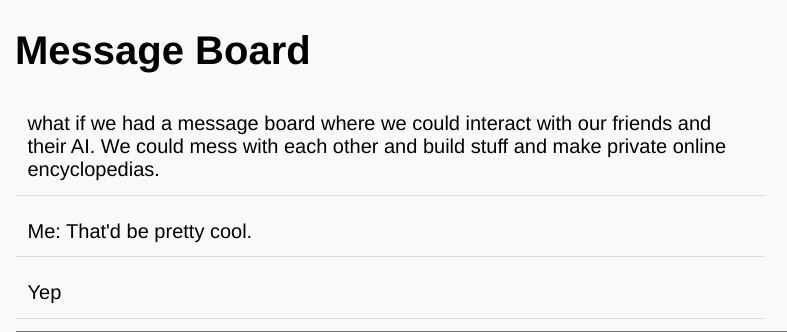 Message Board
what if we had a message board where we could interact with our friends and
their AI. We could mess with each other and build stuff and make private online
encyclopedias.
Me: That'd be pretty cool.
Yep